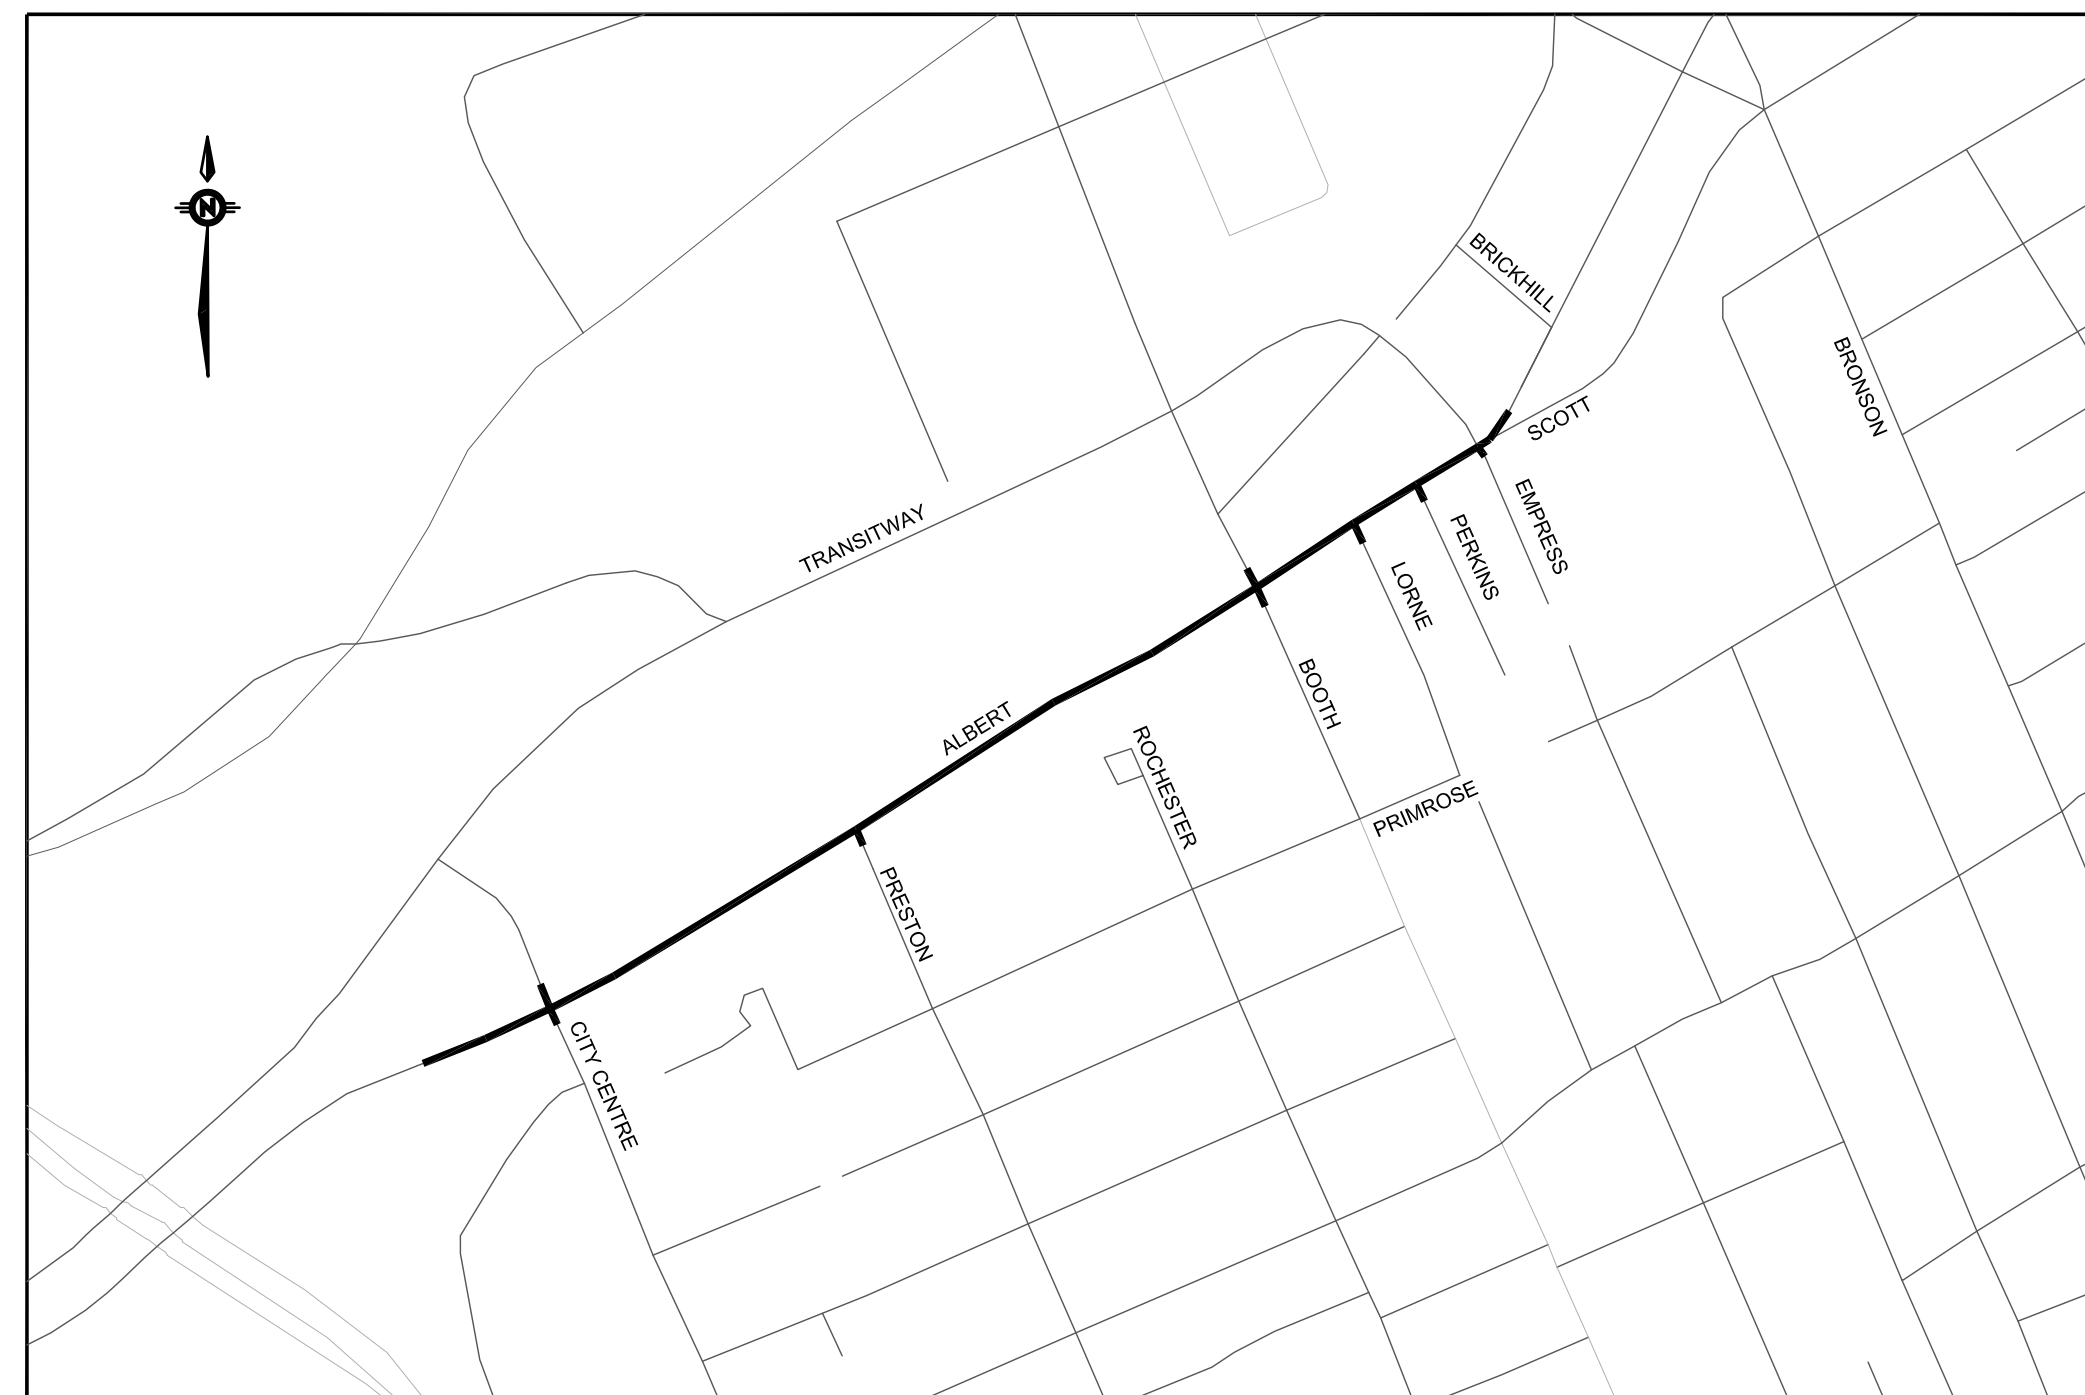 N
BRICKHILL
BRONSON
SCOTT
TRANSITWAY
EMPRESS
PERKINS
LORNE
BOOTH
ALBERT
ROCHESTER
PRIMROSE
PRESTON
CITY CENTRE